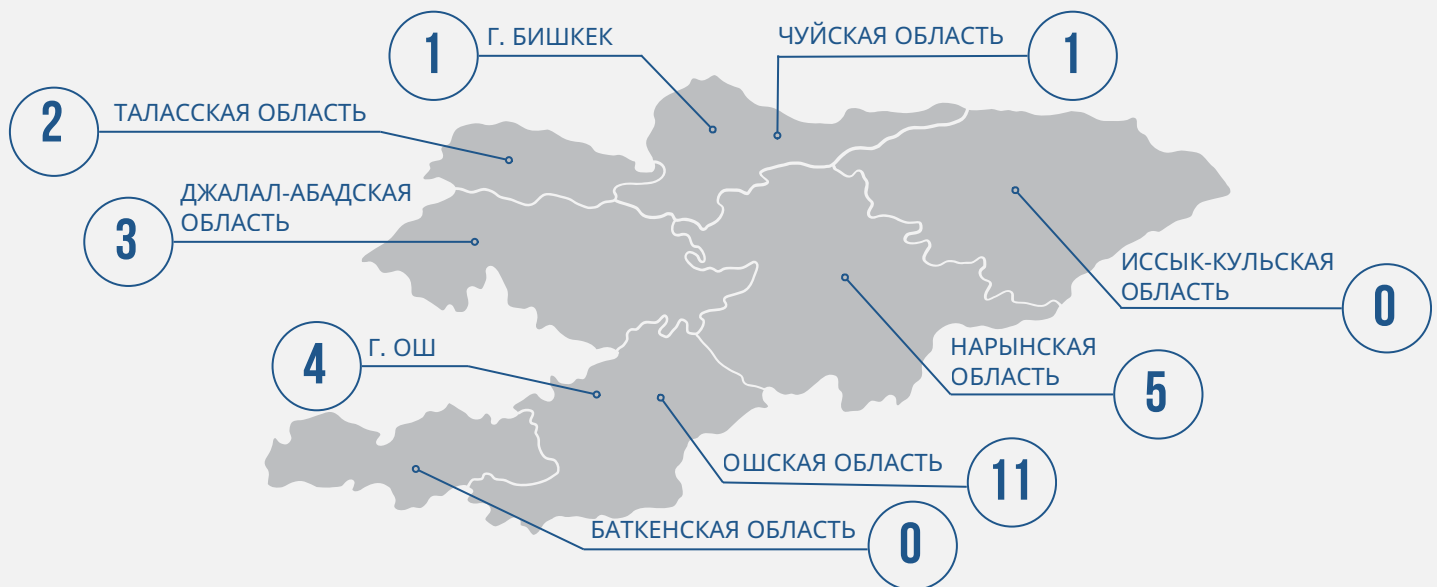 1
Г. БИШКЕК
ЧУЙСКАЯ ОБЛАСТЬ
1
2
ТАЛАССКАЯ ОБЛАСТЬ
3
ДЖАЛАЛ-АБАДСКАЯ
ОБЛАСТЬ
ИССЫК-КУЛЬСКАЯ
ОБЛАСТЬ
0
4
Г. ОШ
НАРЫНСКАЯ
ОБЛАСТЬ
5
ОШСКАЯ ОБЛАСТЬ
11
БАТКЕНСКАЯ ОБЛАСТЬ
0